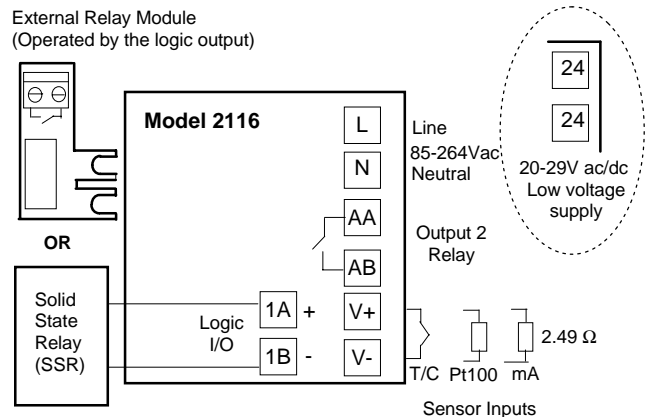 External Relay Module
(Operated by the logic output)
Model 2116
OR
Solid
State
Relay
(SSR)
Logic
I/O
1A +
1B -
L
N
AA
AB
V+
V-
Line
85-264Vac
Neutral
Output 2
Relay
24
24
20-29V ac/dc
Low voltage
supply
2.49 Ω
T/C Pt100 mA
Sensor Inputs